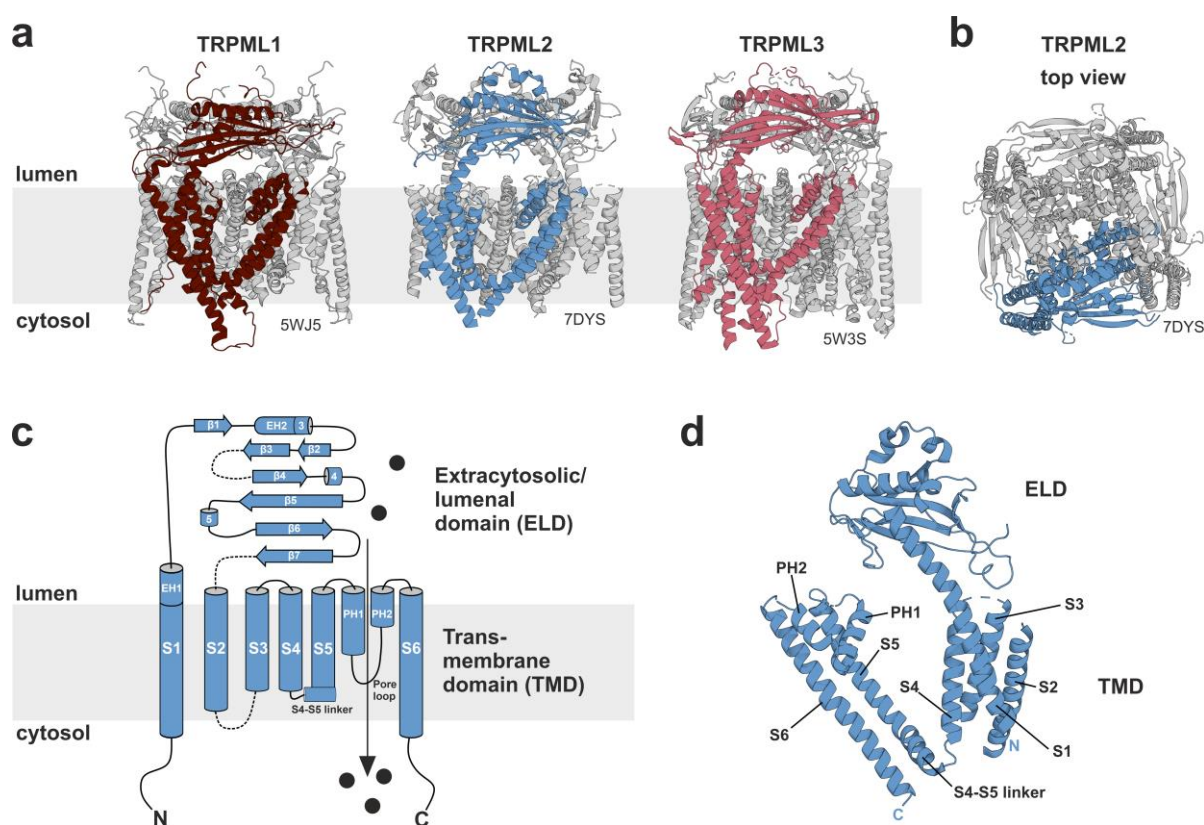 a
TRPML1
TRPML2
TRPML3
lumen
cytosol
5WJ5
7DYS
5W3S
b
TRPML2
top view
7DYS
c
β1
EH2
3
β3
β2
β4
4
β5
5
β6
β7
Extracytosolic/
lumenal
domain (ELD)
lumen
EH1
PH1
PH2
S1
S2
S3
S4
S5
S6
Trans-
membrane
domain (TMD)
Pore
loop
S4-S5 linker
cytosol
N
C
d
ELD
PH2
PH1
S3
S5
S4
S2
TMD
S6
S1
N
S4-S5 linker
C